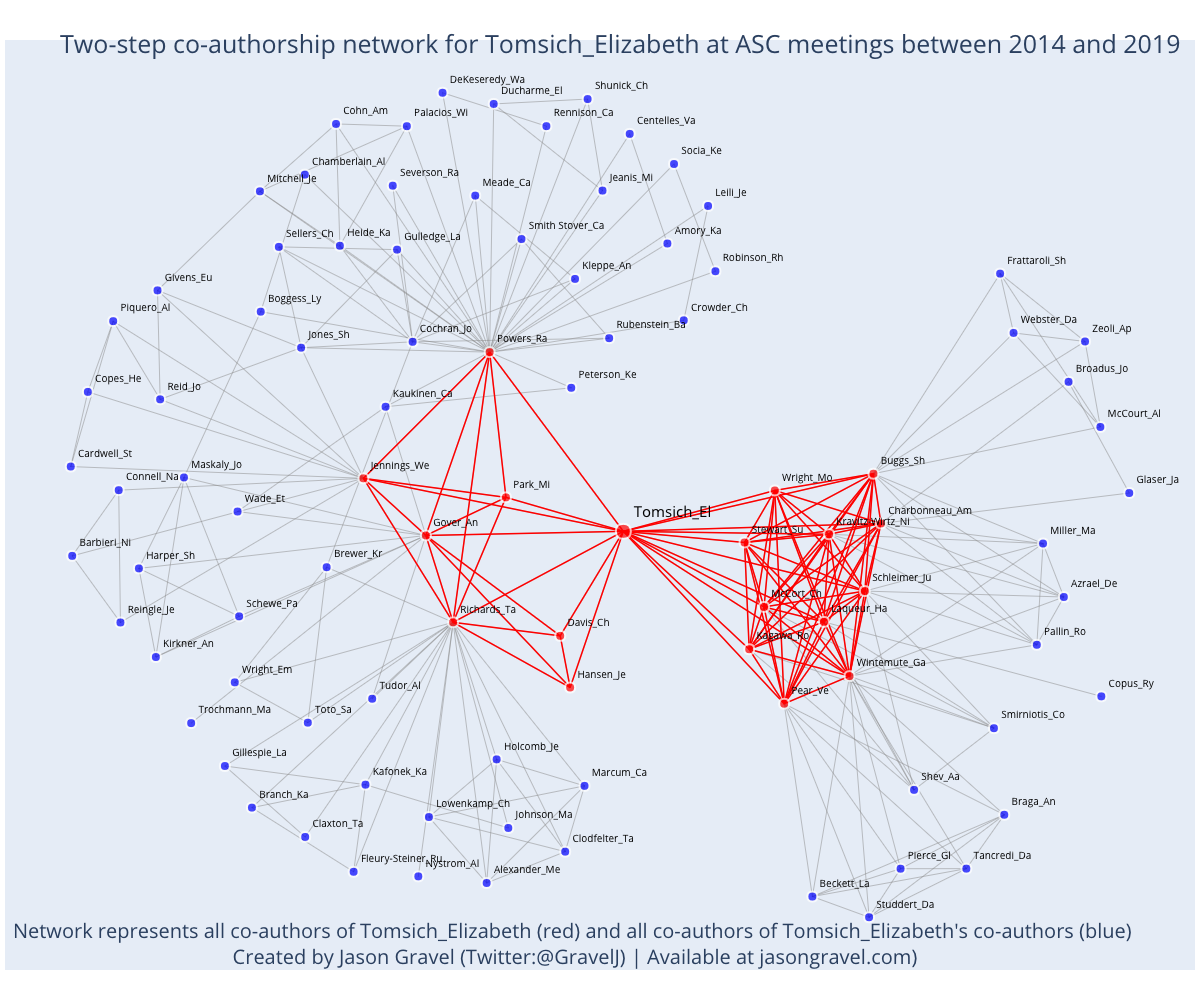 Two-step co-authorship network for Tomsich_Elizabeth at ASC meetings between 2014 and 2019
DeKeseredy_Wa
Ducharme_El
Shunick_Ch
Cohn_Am
Palacios_Wi
Rennison_Ca
Centelles_Va
Socia_Ke
Chamberlain_Al
Mitchell_Je
Severson_Ra
Meade_Ca
Jeanis_Mi
Leili_Je
Sellers_Ch
Heide_Ka
Gulledge_La
Smith Stover_Ca
Amory_Ka
Robinson_Rh
Frattaroli_Sh
Givens_Eu
Kleppe_An
Piquero_Al
Boggess_Ly
Crowder_Ch
Webster_Da
Zeoli_Ap
Jones_Sh
Cochran_Jo
Powers_Ra
Rubenstein_Ba
Broadus_Jo
Copes_He
Reid_Jo
Kaukinen_Ca
Peterson_Ke
McCourt_Al
Cardwell_St
Connell_Na
Maskaly_Jo
Jennings_We
Park_Mi
Wright_Mo
Buggs_Sh
Glaser_Ja
Wade_Et
Gover_An
Tomsich_El
Stewart_Su
Kravitz-Wirtz_Ni
Charbonneau_Am
Miller_Ma
Barbieri_Ni
Harper_Sh
Brewer_Kr
Schleimer_Ju
Azrael_De
Reingle_Je
Schewe_Pa
Richards_Ta
McCort_Ch
Laqueur_Ha
Kirkner_An
Davis_Ch
Kagawa_Ro
Pallin_Ro
Wright_Em
Tudor_Al
Hansen_Je
Pear_Ve
Wintemute_Ga
Copus_Ry
Trochmann_Ma
Toto_Sa
Smirniotis_Co
Gillespie_La
Kafonek_Ka
Holcomb_Je
Marcum_Ca
Shev_Aa
Branch_Ka
Lowenkamp_Ch
Johnson_Ma
Braga_An
Claxton_Ta
Clodfelter_Ta
Fleury-Steiner_Ru
Nystrom_Al
Alexander_Me
Pierce_Gl
Tancredi_Da
Beckett_La
Studdert_Da
Network represents all co-authors of Tomsich_Elizabeth (red) and all co-authors of Tomsich_Elizabeth's co-authors (blue)
Created by Jason Gravel (Twitter:@GravelJ) | Available at jasongravel.com)